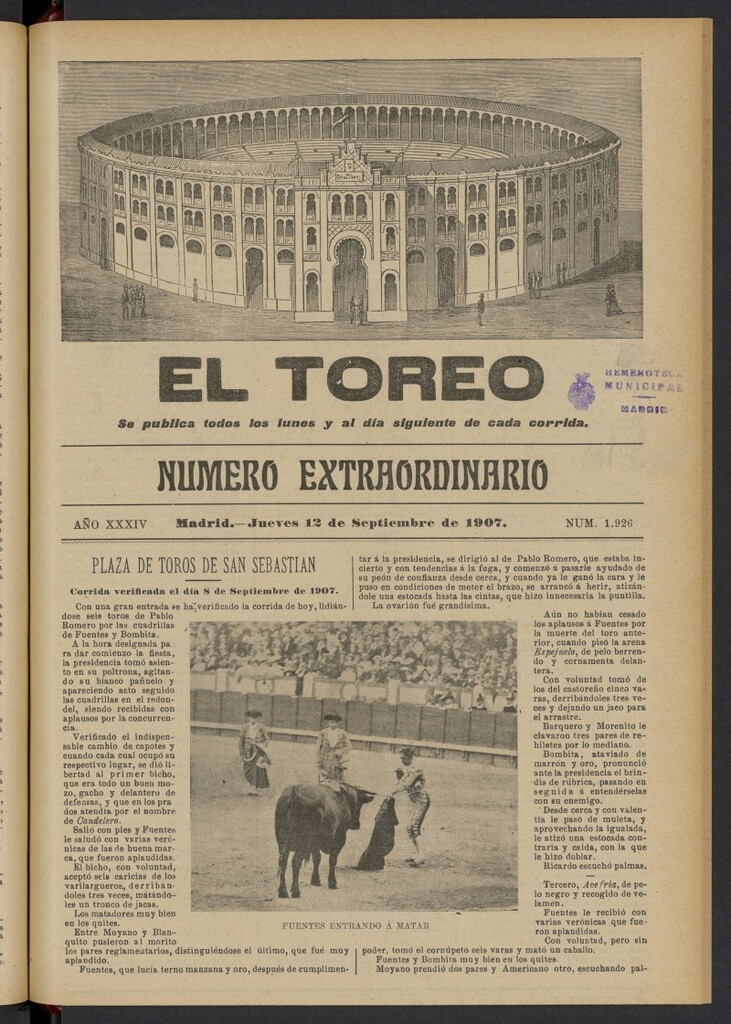 EL TOREO
HEMEROTECA
MUNICIPAL
MADRID
Se publica todos los lunes y al día siguiente de cada corrida.
NUMERO EXTRAORDINARIO
AÑO XXXIV
Madrid.—Jueves 12 de Septiembre de 1907.
NUM. 1.926
PLAZA DE TOROS DE SAN SEBASTIAN
Corrida verificada el día 8 de Septiembre de 1907.
Con una gran entrada se ha verificado la corrida de hoy, lidián-
dose seis toros de Pablo
Romero por las cuadrillas
de Fuentes y Bombita.
A la hora designada pa
ra dar comienzo la fiesta,
la presidencia tomó asien-
to en su poltrona, agitan-
do su blanco pañuelo y
apareciendo acto seguido
las cuadrillas en el redon-
del, siendo recibidas con
aplausos por la concurren-
cia.
Verificado el indispen-
sable cambio de capotes y
cuando cada cual ocupó su
respectivo lugar, se dió li-
bertad al primer bicho,
que era todo un buen mo-
zo, gacho y delantero de
defensas, y que en los pra
dos atendía por el nombre
de Candelero.
Salió con pies y Fuentes
le saludó con varias veró-
nicas de las de buena mar-
ca, que fueron aplaudidas.
El bicho, con voluntad,
aceptó seis caricias de los
varilargueros, derriban-
doles tres veces, matándo-
les un tronco de jacas.
Los matadores muy bien
en los quites.
Entre Moyano y Blan-
quito pusieron al morito
los pares reglamentarios, distinguiéndose el último, que fué muy
aplaudido.
Fuentes, que lucía terno manzana y oro, después de cumplimen-
tar á la presidencia, se dirigió al de Pablo Romero, que estaba in-
cierto y con tendencias á la fuga, y comenzó á pasarle ayudado de
su peón de confianza desde cerca, y cuando ya le ganó la cara y le
puso en condiciones de meter el brazo, se arrancó á herir, atizán-
dole una estocada hasta las cintas, que hizo innecesaria la puntilla.
La ovación fué grandísima.
Aún no habían cesado
los aplausos á Fuentes por
la muerte del toro ante-
rior, cuando pisó la arena
Espejuelo, de pelo berren-
do y cornamenta delan-
tera.
Con voluntad tomó de
los del castoreño cinco va-
ras, derribándoles tres ve-
ces y dejando un jaco para
el arrastre.
Barquero y Morenito le
clavaron tres pares de re-
hiletes por lo mediano.
Bombita, ataviado de
marrón y oro, pronunció
ante la presidencia el brin-
dis de rúbrica, pasando en
seguida á entendérselas
con su enemigo.
Desde cerca y con valen-
tía le pasó de muleta, y
aprovechando la igualada,
le atizó una estocada con-
traria y caída, con la que
le hizo doblar.
Ricardo escuchó palmas.
Tercero, Avefría, de pe-
lo negro y recogido de ve-
lamen.
Fuentes le recibió con
varias verónicas que fue-
ron aplaudidas.
Con voluntad, pero sin
poder, tomó el cornúpeto seis varas y mató un caballo.
Fuentes y Bombita muy bien en los quites.
Moyano prendió dos pares y Americano otro, escuchando pal-
FUENTES ENTRANDO Á MATAR